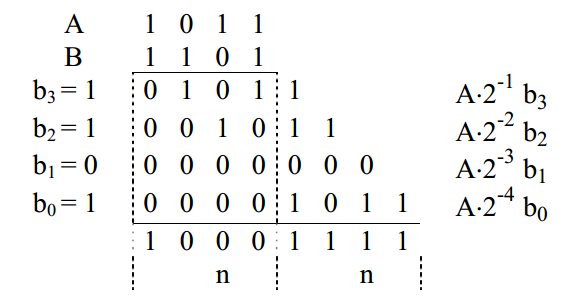 A 1 0 1 1
B 1 1 0 1
b₃ = 1 0 1 0 1 1 A·2⁻¹ b₃
b₂ = 1 0 0 1 0 1 1 A·2⁻² b₂
b₁ = 0 0 0 0 0 0 0 0 A·2⁻³ b₁
b₀ = 1 0 0 0 0 1 0 1 1 A·2⁻⁴ b₀
1 0 0 0 1 1 1 1
n n